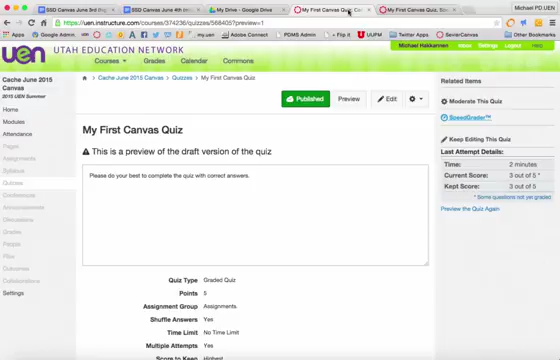 SSD Canvas June 3rd
SSD Canvas June 4th
My Drive - Google Drive
My First Canvas Quiz
My First Canvas Quiz
Michael PD.UEN
https://uen.instructure.com/courses/374236/quizzes/568405?preview=1
Apps
Google Admin
PDMS Admin
Flip it
UUPM
Twitter Apps
SaviorCanvas
Other Bookmarks
UEN UTAH EDUCATION NETWORK
Michael Hakkarinen
Inbox
Settings
Logout
Help
Courses
Grades
Calendar
Commons
Cache June 2015
Canvas
2015 UEN Summer
Home
Modules
Attendance
Pages
Assignments
Syllabus
Quizzes
Conferences
Announcements
Discussions
Grades
People
Files
Outcomes
Collaborations
Settings
Cache June 2015 Canvas
Quizzes
My First Canvas Quiz
Published
Preview
Edit
My First Canvas Quiz
This is a preview of the draft version of the quiz
Please do your best to complete the quiz with correct answers.
Quiz Type Graded Quiz
Points 5
Assignment Group Assignments
Shuffle Answers Yes
Time Limit No Time Limit
Multiple Attempts Yes
Score to Keep Highest
Related Items
Moderate This Quiz
SpeedGrader™
Keep Editing This Quiz
Last Attempt Details:
Time: 2 minutes
Current Score: 3 out of 5 *
Kept Score: 3 out of 5
* Some questions not yet graded
Preview the Quiz Again